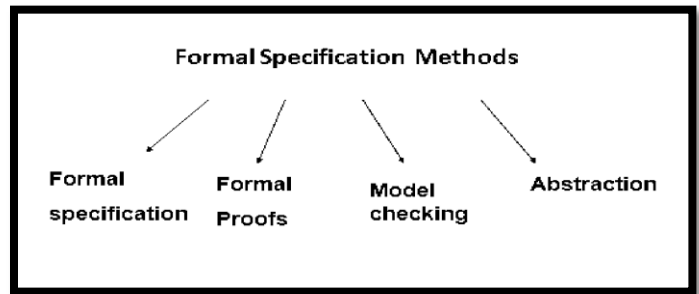 Formal Specification Methods
Formal
specification
Formal
Proofs
Model
checking
Abstraction